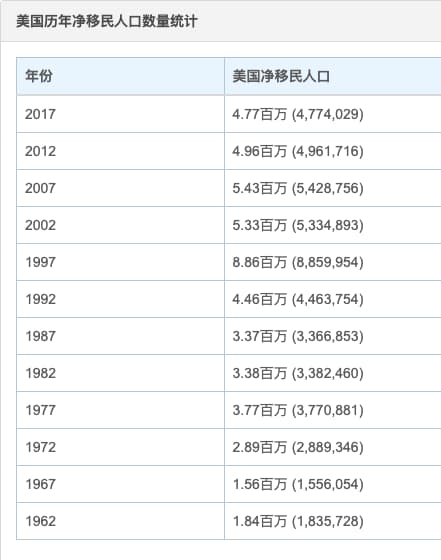 美国历年净移民人口数量统计
年份 美国净移民人口
2017 4.77百万 (4,774,029)
2012 4.96百万 (4,961,716)
2007 5.43百万 (5,428,756)
2002 5.33百万 (5,334,893)
1997 8.86百万 (8,859,954)
1992 4.46百万 (4,463,754)
1987 3.37百万 (3,366,853)
1982 3.38百万 (3,382,460)
1977 3.77百万 (3,770,881)
1972 2.89百万 (2,889,346)
1967 1.56百万 (1,556,054)
1962 1.84百万 (1,835,728)